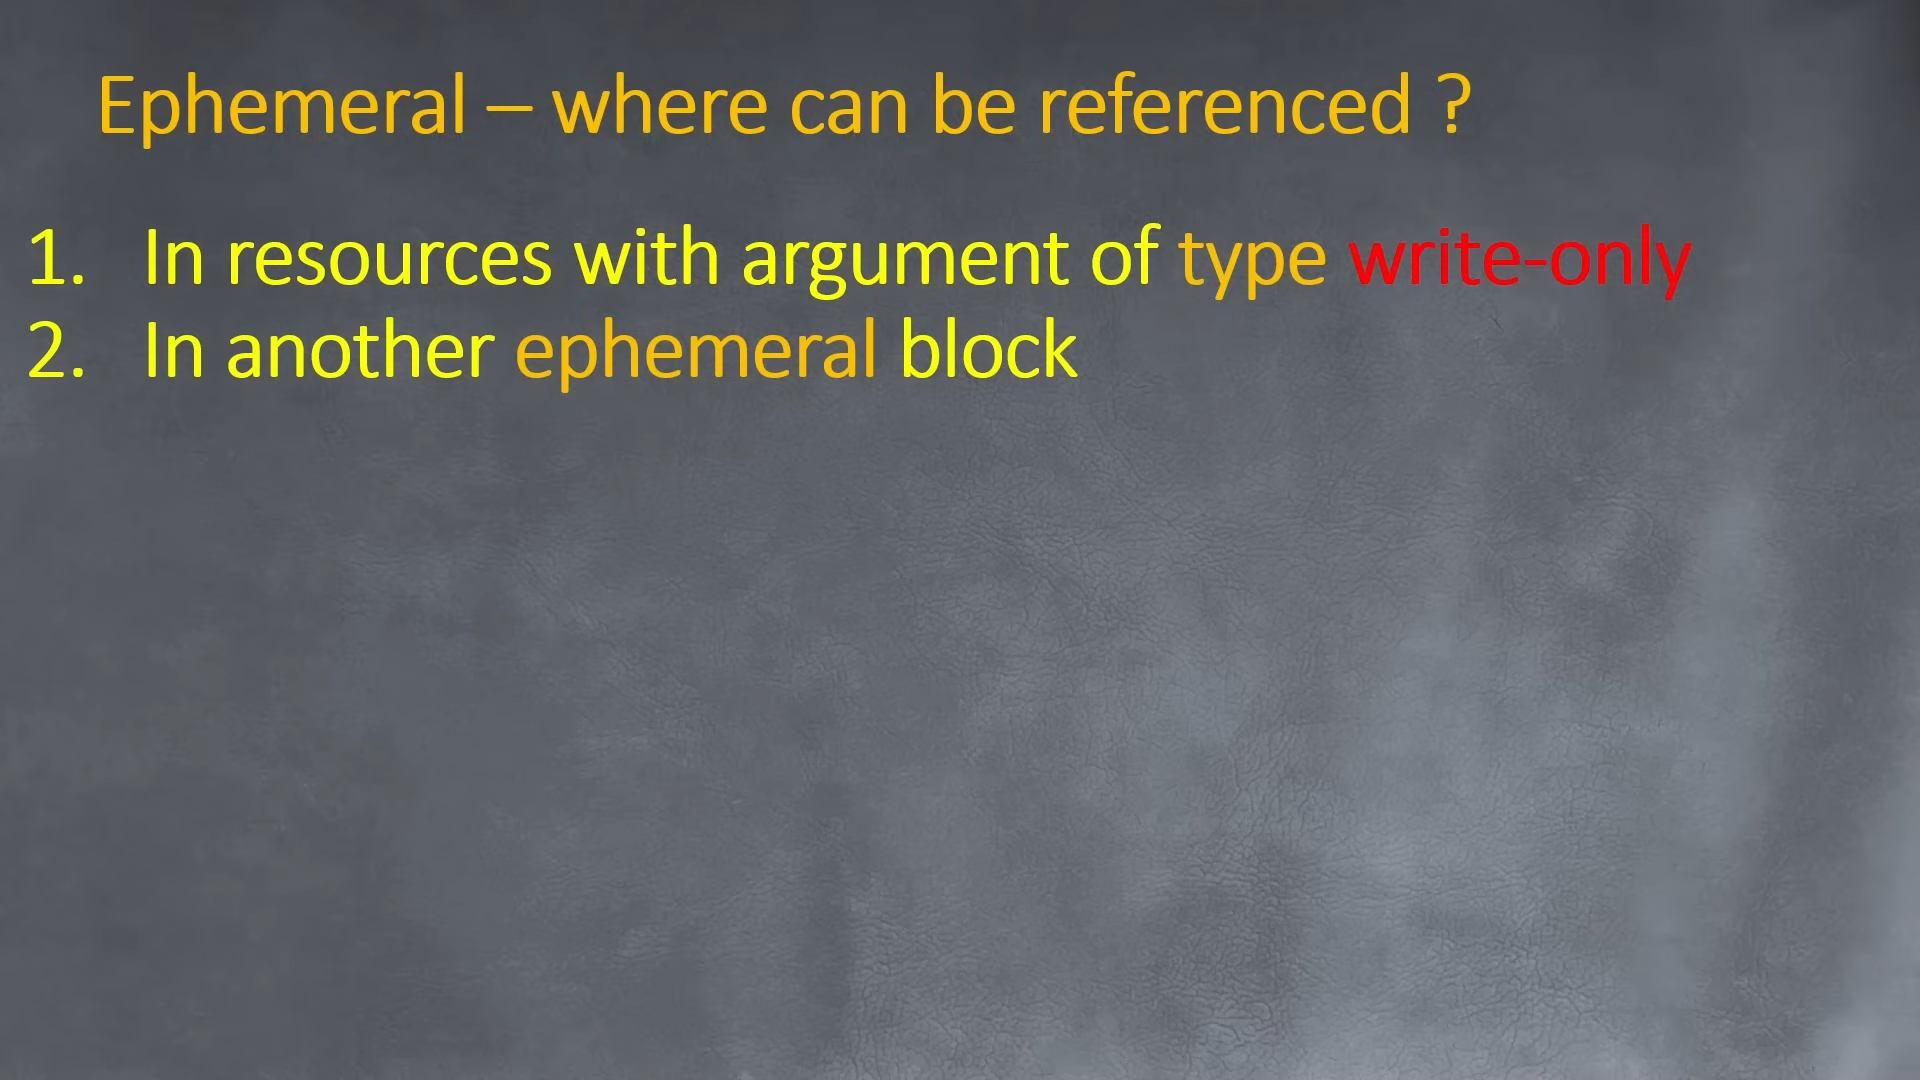 Ephemeral – where can be referenced ?
1. In resources with argument of type write-only
2. In another ephemeral block